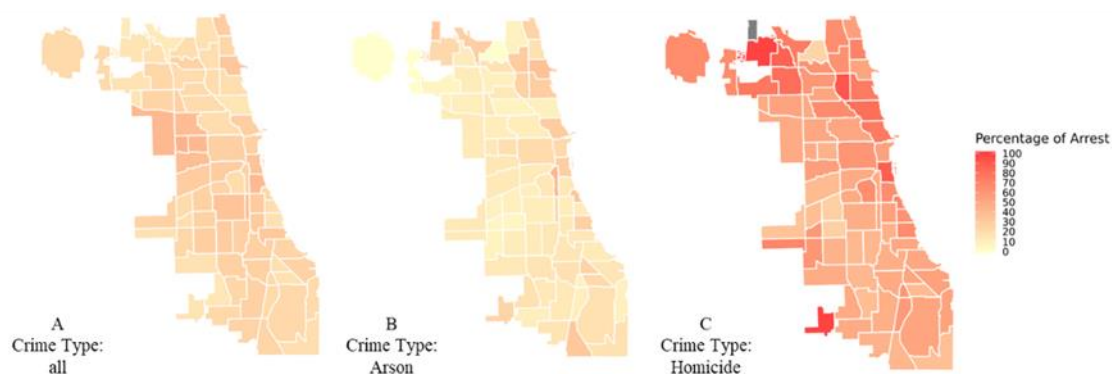 Percentage of Arrest
100
90
80
70
60
50
40
30
20
10
0
A
Crime Type:
all
B
Crime Type:
Arson
C
Crime Type:
Homicide